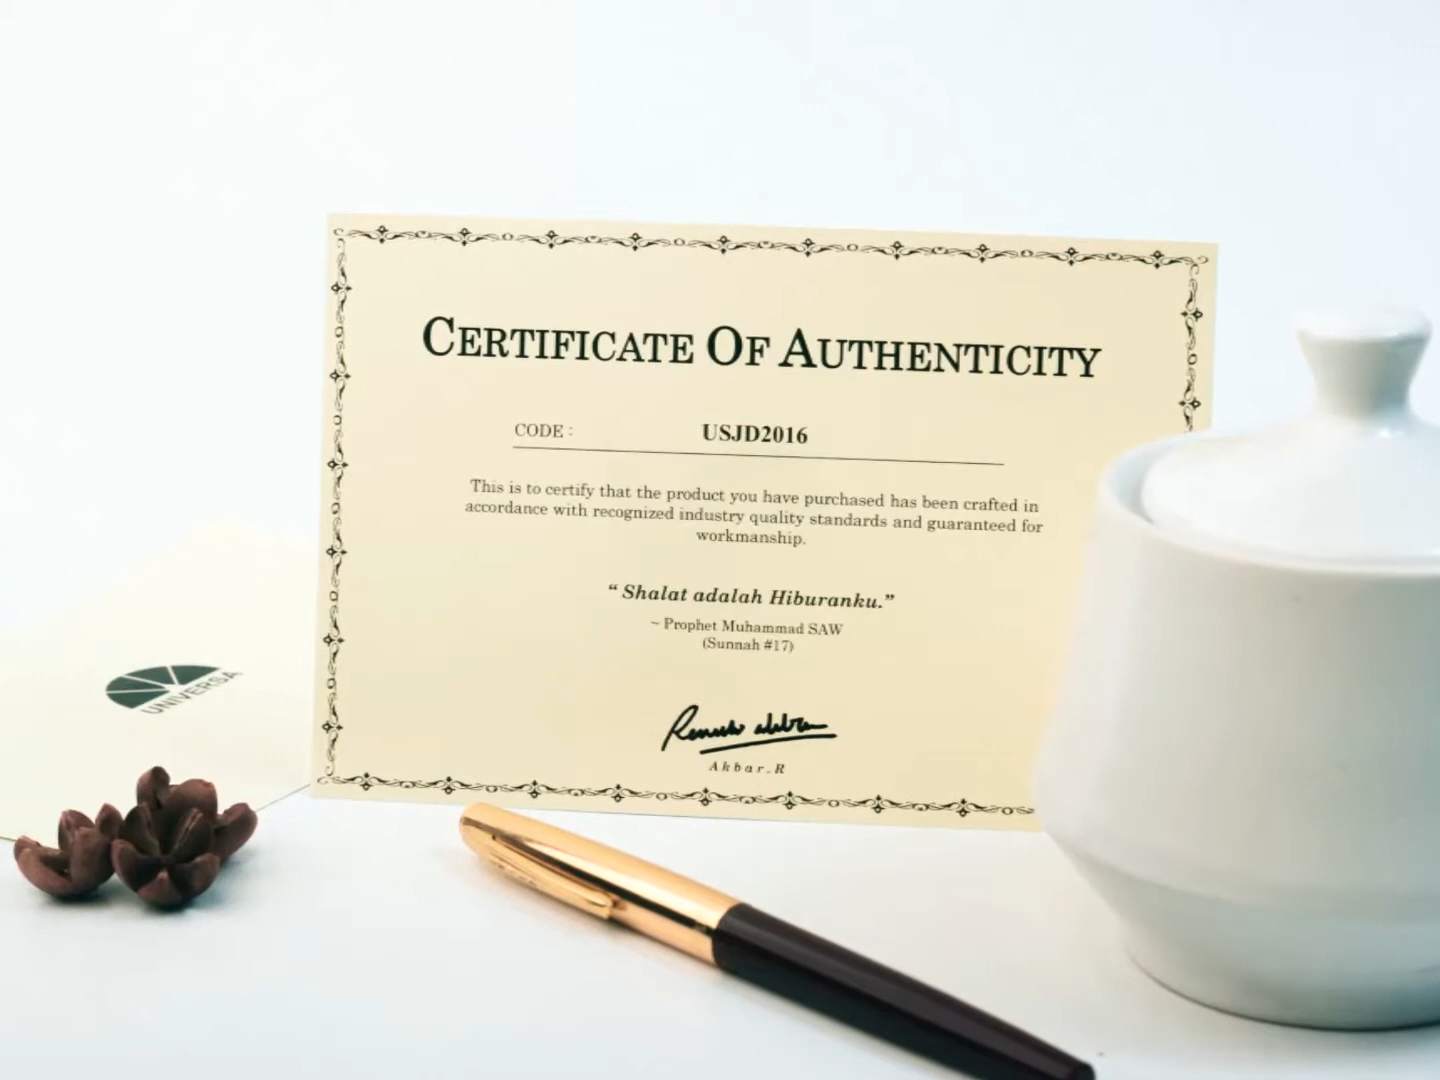 CERTIFICATE OF AUTHENTICITY
CODE : USJD2016
This is to certify that the product you have purchased has been crafted in
accordance with recognized industry quality standards and guaranteed for
workmanship.
“ Shalat adalah Hiburanku.”
~ Prophet Muhammad SAW
(Sunnah #17)
Akbar.R
UNIVERSA